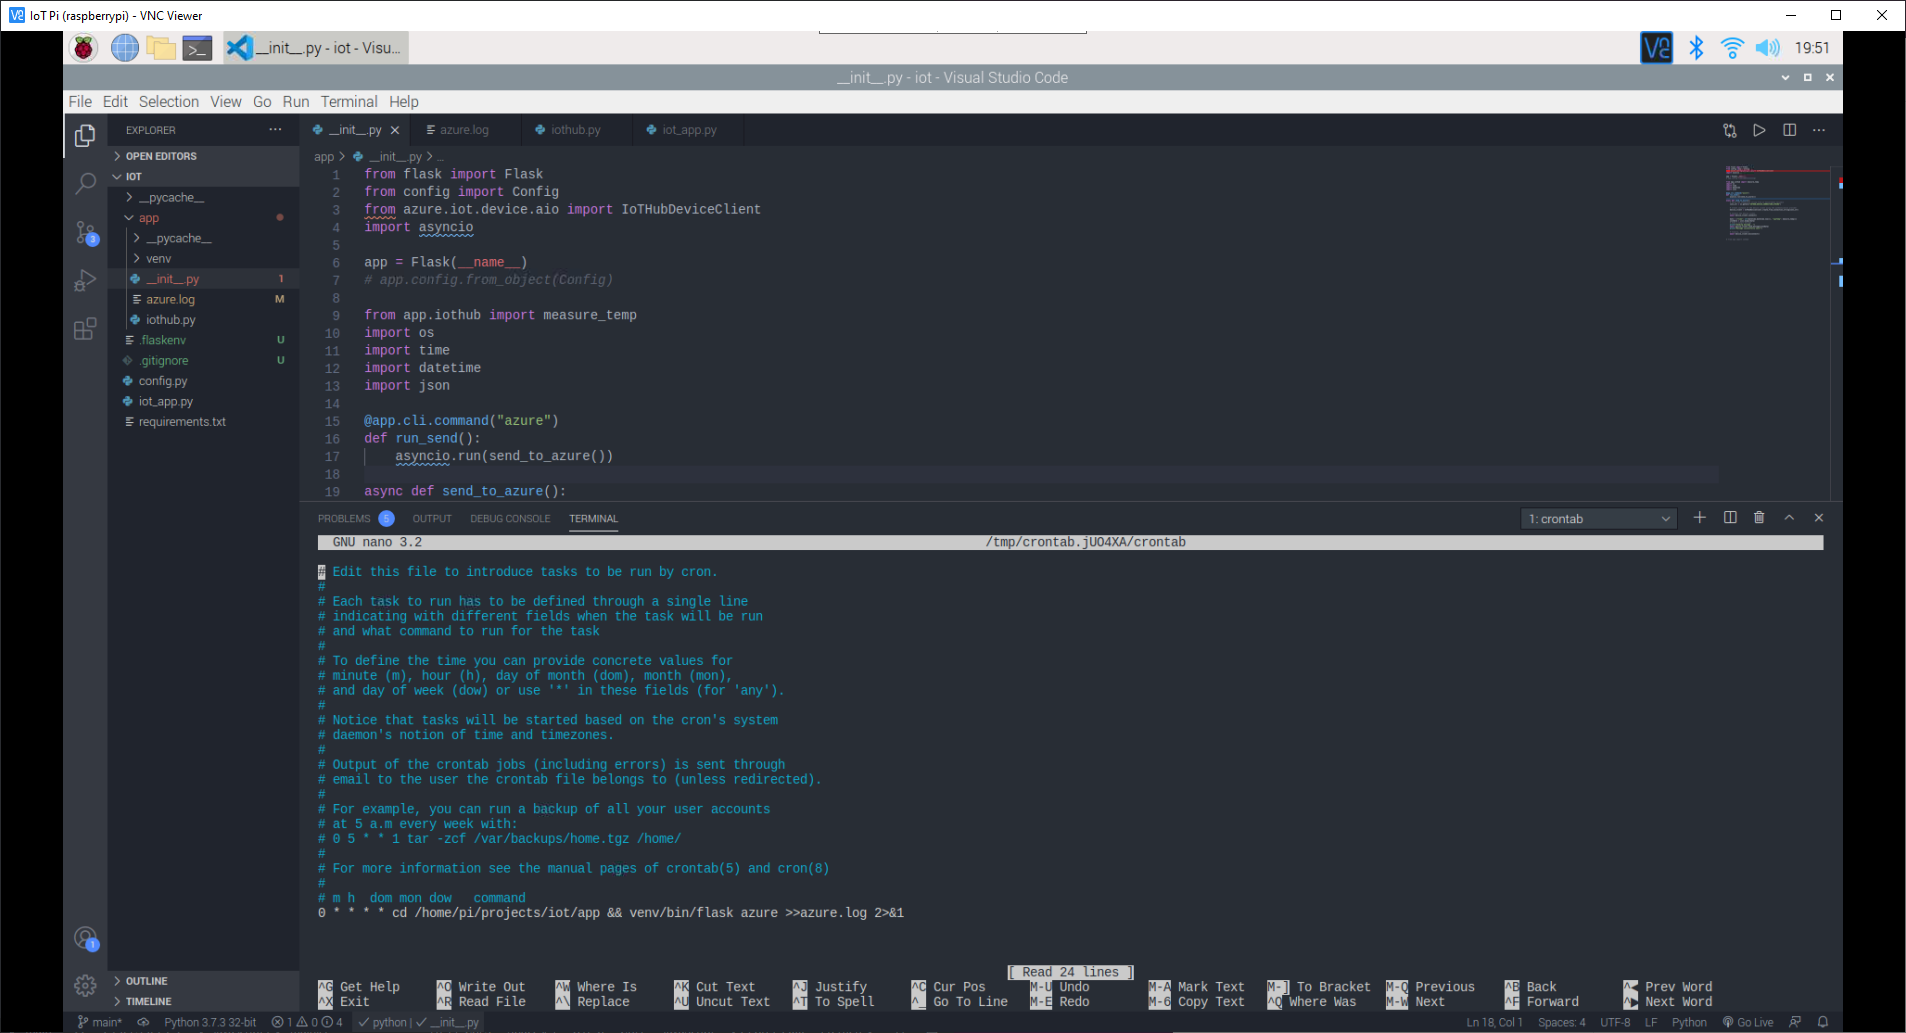 IoT Pi (raspberrypi) - VNC Viewer
__init__.py - iot - Visu...
19:51
__init__.py - iot - Visual Studio Code
File Edit Selection View Go Run Terminal Help
EXPLORER ...
__init__.py azure.log iothub.py iot_app.py
OPEN EDITORS
IOT
__pycache__
app
__pycache__
venv
__init__.py 1
azure.log M
iothub.py
.flaskenv U
.gitignore U
config.py
iot_app.py
requirements.txt
3
app > __init__.py > ...
1 from flask import Flask
2 from config import Config
3 from azure.iot.device.aio import IoTHubDeviceClient
4 import asyncio
5
6 app = Flask(__name__)
7 # app.config.from_object(Config)
8
9 from app.iothub import measure_temp
10 import os
11 import time
12 import datetime
13 import json
14
15 @app.cli.command("azure")
16 def run_send():
17 asyncio.run(send_to_azure())
18
19 async def send_to_azure():
PROBLEMS 5 OUTPUT DEBUG CONSOLE TERMINAL 1: crontab
GNU nano 3.2 /tmp/crontab.jUO4XA/crontab
# Edit this file to introduce tasks to be run by cron.
#
# Each task to run has to be defined through a single line
# indicating with different fields when the task will be run
# and what command to run for the task
#
# To define the time you can provide concrete values for
# minute (m), hour (h), day of month (dom), month (mon),
# and day of week (dow) or use '*' in these fields (for 'any').
#
# Notice that tasks will be started based on the cron's system
# daemon's notion of time and timezones.
#
# Output of the crontab jobs (including errors) is sent through
# email to the user the crontab file belongs to (unless redirected).
#
# For example, you can run a backup of all your user accounts
# at 5 a.m every week with:
# 0 5 * * 1 tar -zcf /var/backups/home.tgz /home/
#
# For more information see the manual pages of crontab(5) and cron(8)
#
# m h  dom mon dow   command
0 * * * * cd /home/pi/projects/iot/app && venv/bin/flask azure >>azure.log 2>&1
[ Read 24 lines ]
^G Get Help ^O Write Out ^W Where Is ^K Cut Text ^J Justify ^C Cur Pos M-U Undo M-A Mark Text M-] To Bracket M-Q Previous ^B Back ^◀ Prev Word
^X Exit ^R Read File ^\ Replace ^U Uncut Text ^T To Spell ^_ Go To Line M-E Redo M-6 Copy Text ^Q Where Was M-W Next ^F Forward ^▶ Next Word
1
OUTLINE
TIMELINE
main* Python 3.7.3 32-bit 1 0 4 python | __init__.py Ln 18, Col 1 Spaces: 4 UTF-8 LF Python Go Live